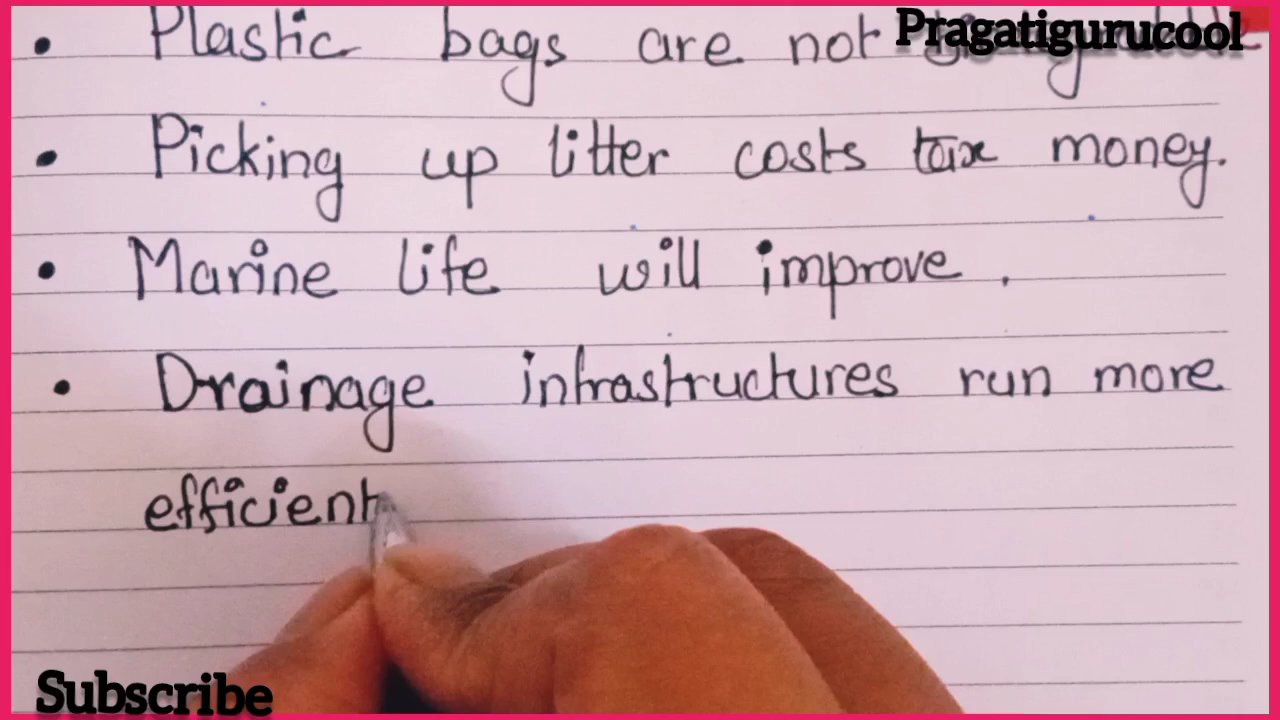 Pragatigurucool
• Plastic bags are not
• Picking up litter costs tax money.
• Marine life will improve.
• Drainage infrastructures run more
efficient
Subscribe